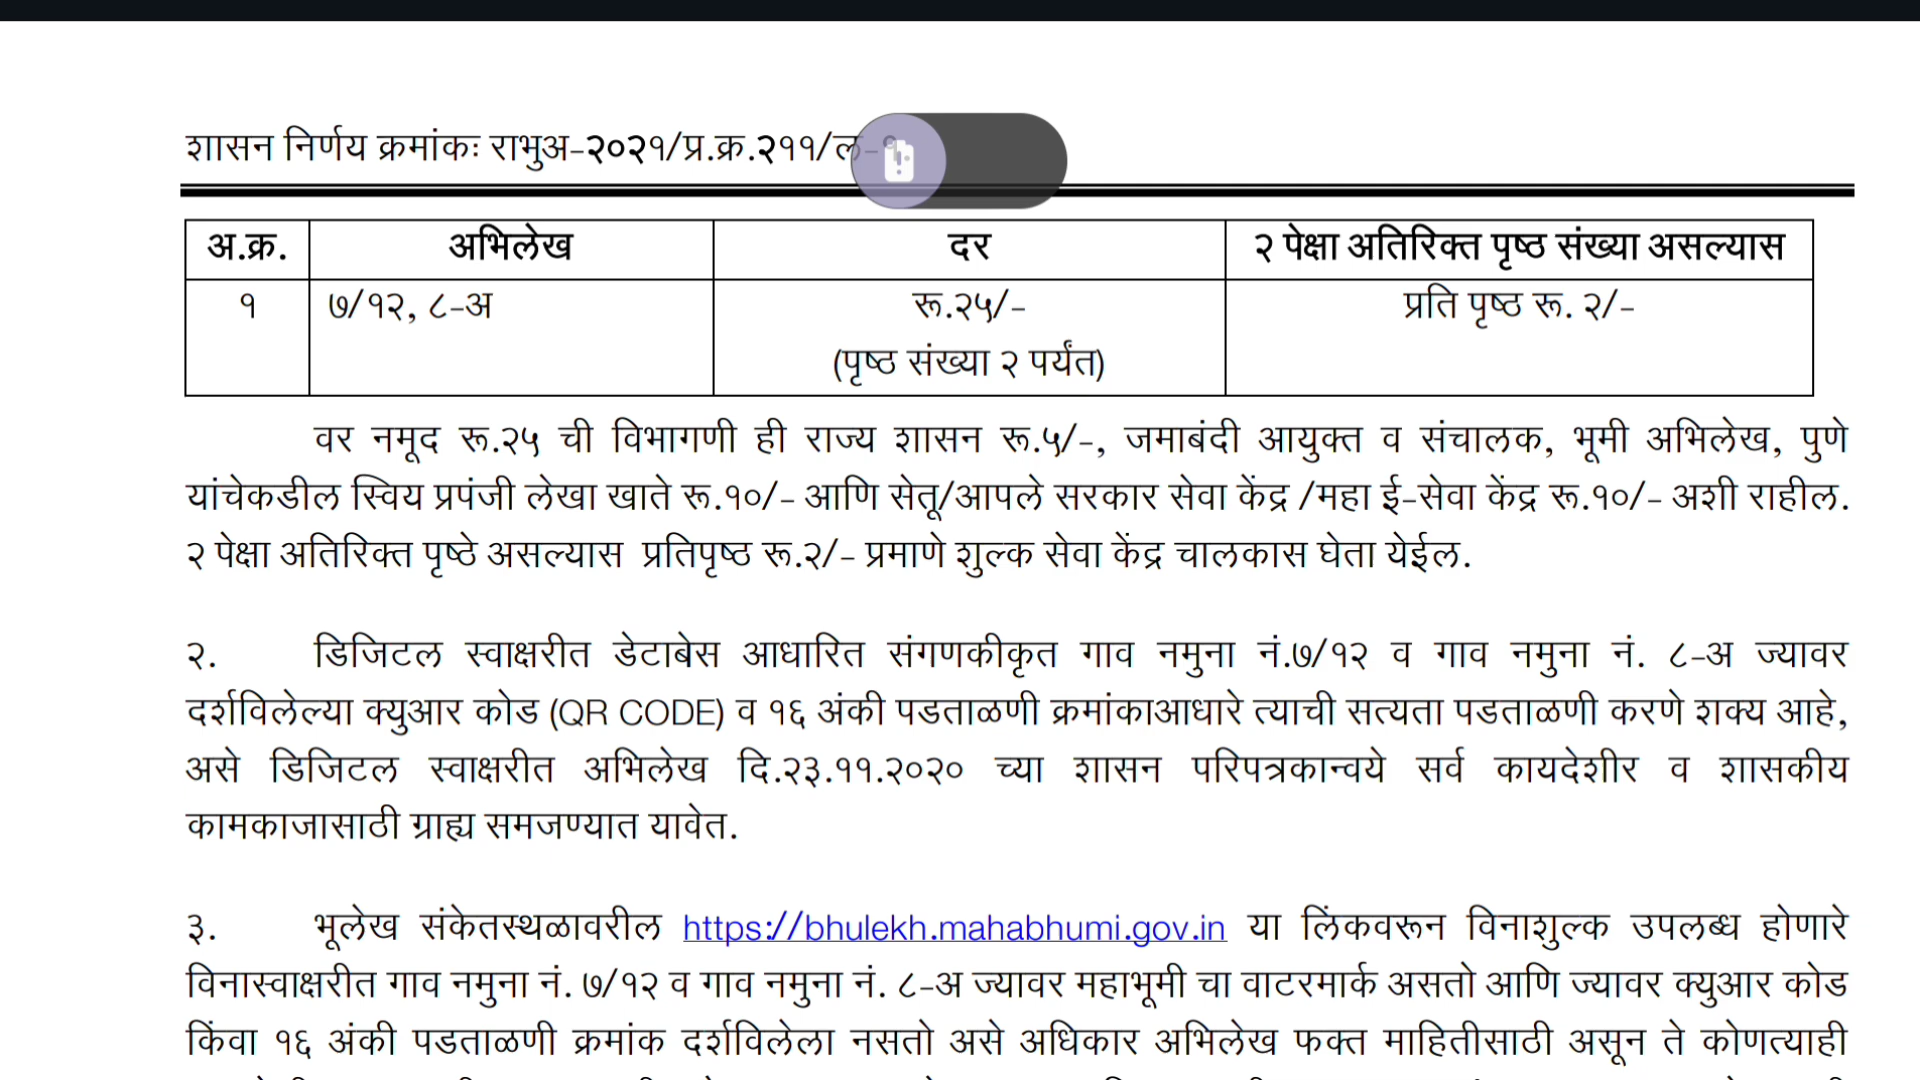 शासन निर्णय क्रमांकः राभुअ-२०२१/प्र.क्र.२११/ल-१
अ.क्र. अभिलेख दर २ पेक्षा अतिरिक्त पृष्ठ संख्या असल्यास
१ ७/१२, ८-अ रू.२५/- प्रति पृष्ठ रू. २/-
(पृष्ठ संख्या २ पर्यंत)
वर नमूद रू.२५ ची विभागणी ही राज्य शासन रू.५/-, जमाबंदी आयुक्त व संचालक, भूमी अभिलेख, पुणे
यांचेकडील स्विय प्रपंजी लेखा खाते रू.१०/- आणि सेतू/आपले सरकार सेवा केंद्र /महा ई-सेवा केंद्र रू.१०/- अशी राहील.
२ पेक्षा अतिरिक्त पृष्ठे असल्यास प्रतिपृष्ठ रू.२/- प्रमाणे शुल्क सेवा केंद्र चालकास घेता येईल.
२. डिजिटल स्वाक्षरीत डेटाबेस आधारित संगणकीकृत गाव नमुना नं.७/१२ व गाव नमुना नं. ८-अ ज्यावर
दर्शविलेल्या क्युआर कोड (QR CODE) व १६ अंकी पडताळणी क्रमांकाआधारे त्याची सत्यता पडताळणी करणे शक्य आहे,
असे डिजिटल स्वाक्षरीत अभिलेख दि.२३.११.२०२० च्या शासन परिपत्रकान्वये सर्व कायदेशीर व शासकीय
कामकाजासाठी ग्राह्य समजण्यात यावेत.
३. भूलेख संकेतस्थळावरील https://bhulekh.mahabhumi.gov.in या लिंकवरून विनाशुल्क उपलब्ध होणारे
विनास्वाक्षरीत गाव नमुना नं. ७/१२ व गाव नमुना नं. ८-अ ज्यावर महाभूमी चा वाटरमार्क असतो आणि ज्यावर क्युआर कोड
किंवा १६ अंकी पडताळणी क्रमांक दर्शविलेला नसतो असे अधिकार अभिलेख फक्त माहितीसाठी असून ते कोणत्याही